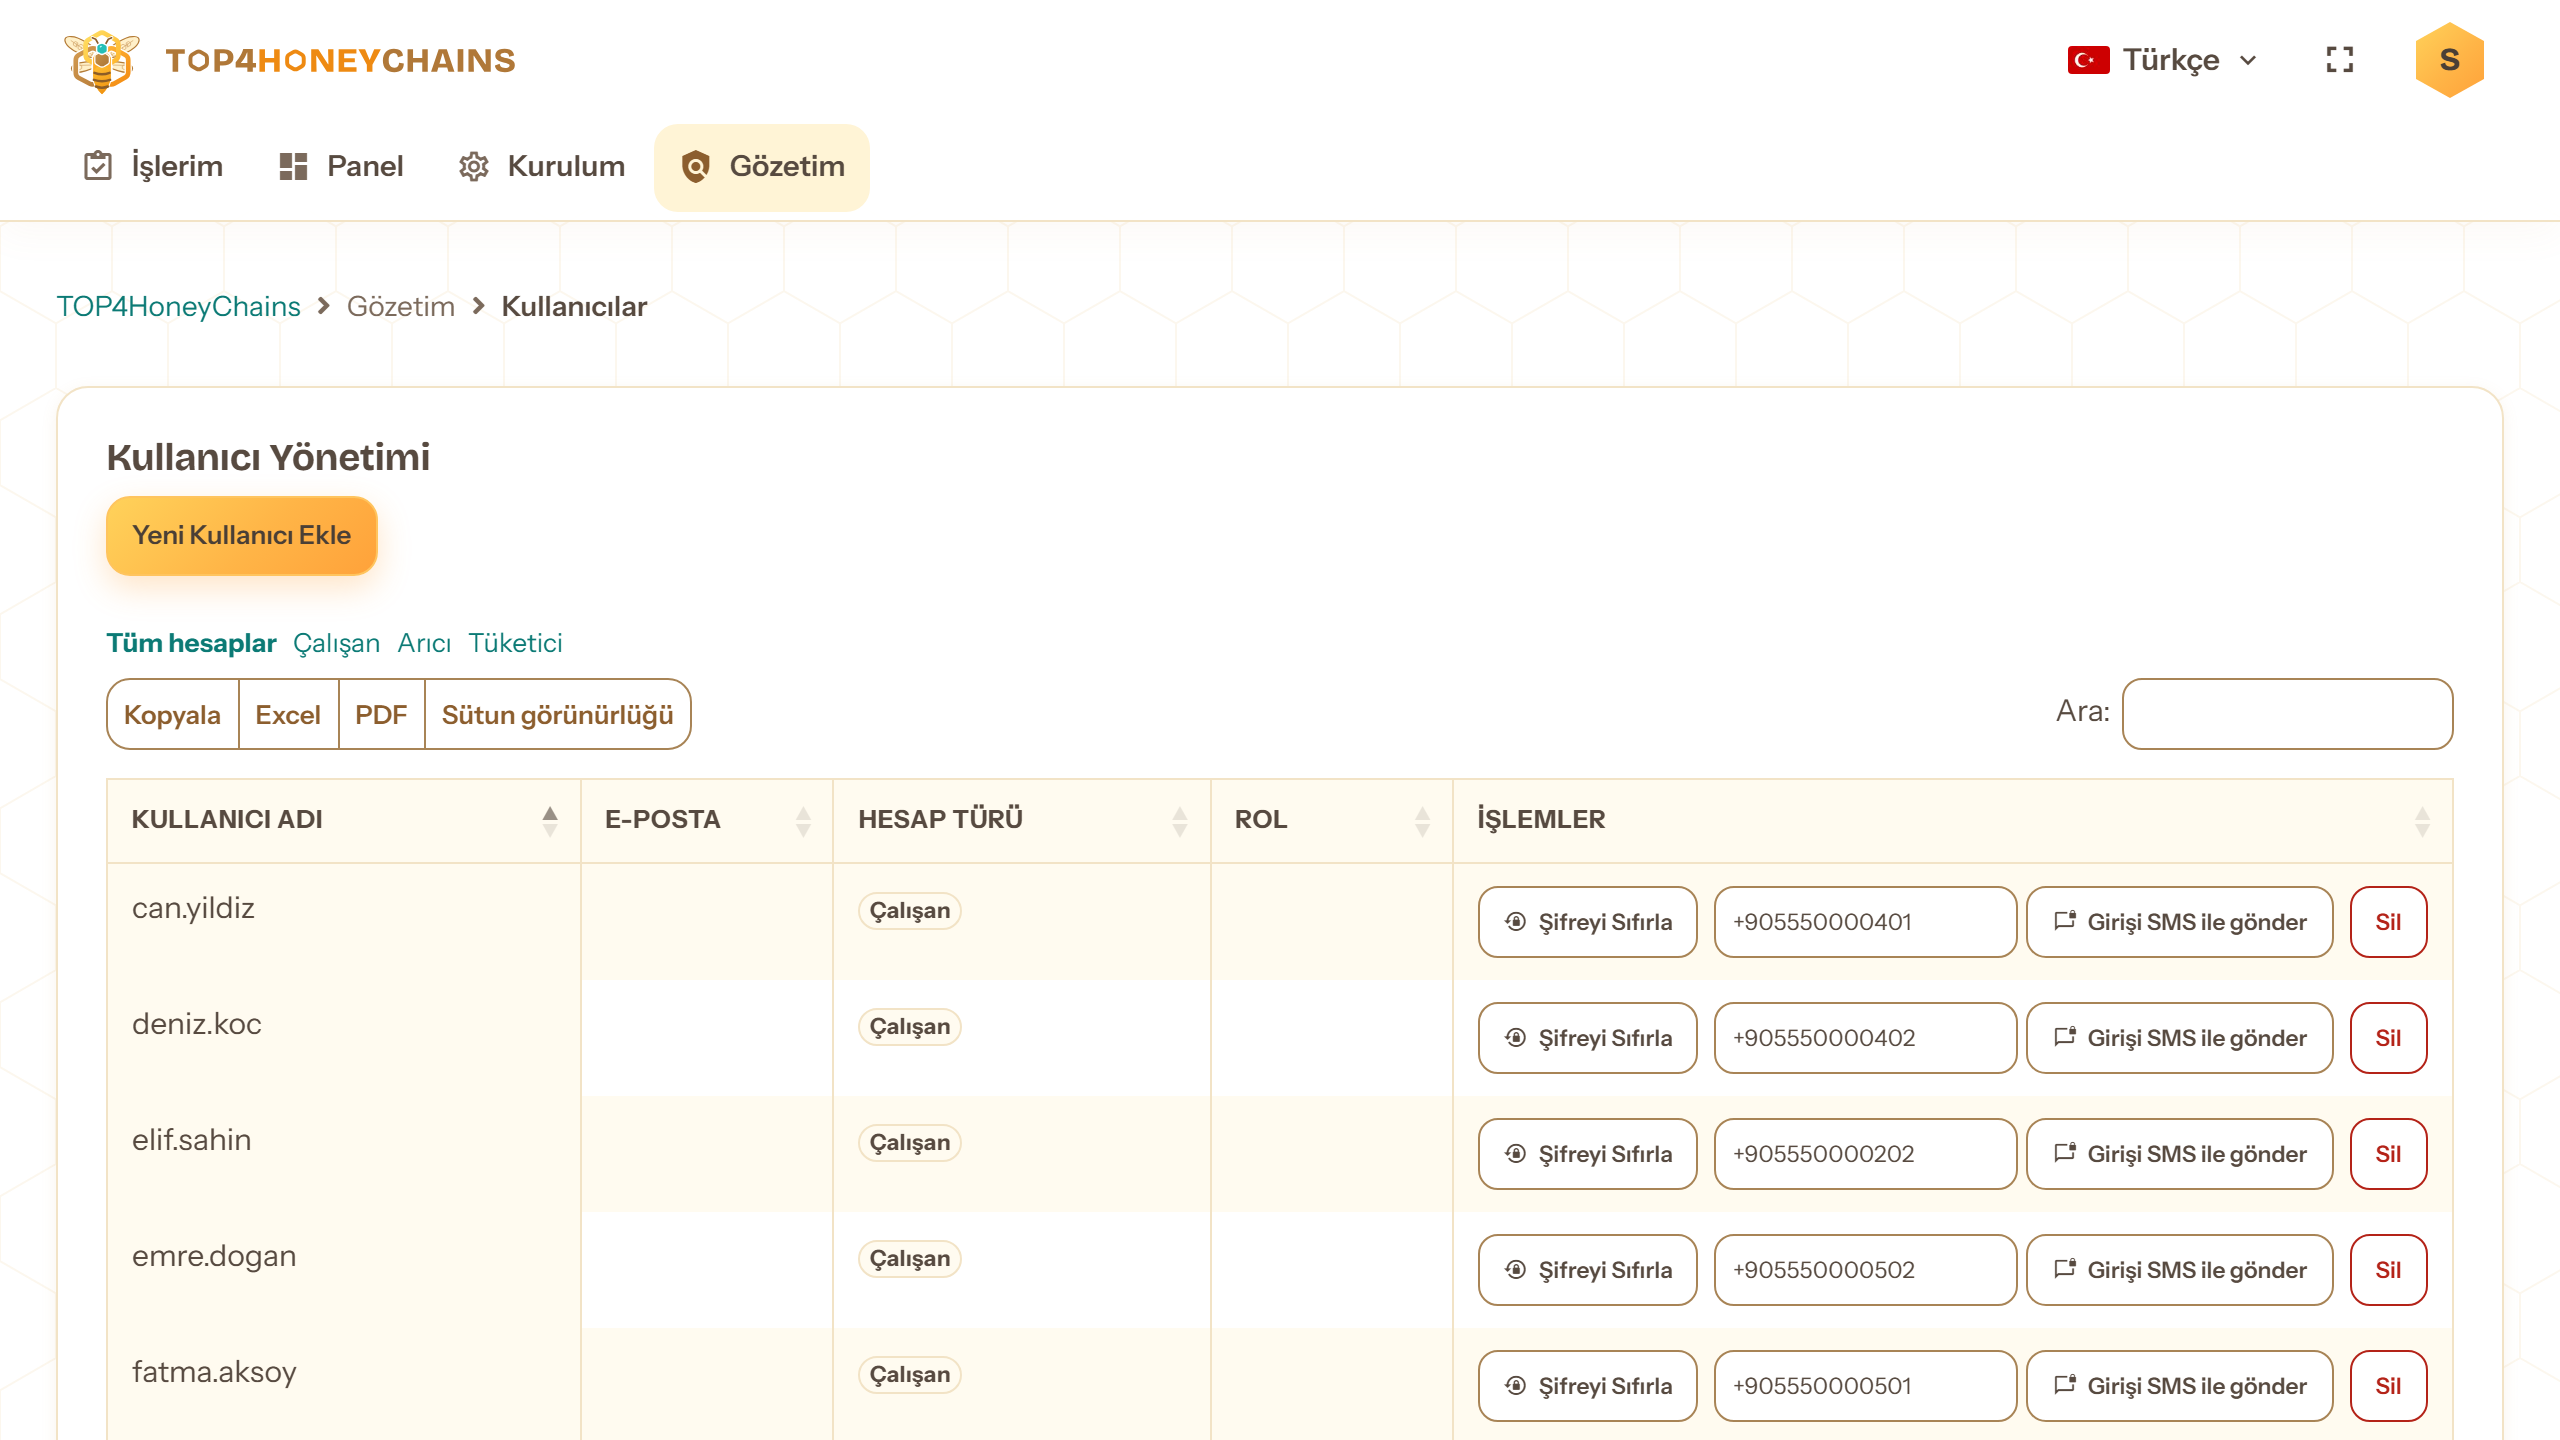 TOP4HONEYCHAINS
Türkçe
S
İşlerim
Panel
Kurulum
Gözetim
TOP4HoneyChains > Gözetim > Kullanıcılar
Kullanıcı Yönetimi
Yeni Kullanıcı Ekle
Tüm hesaplar Çalışan Arıcı Tüketici
Kopyala Excel PDF Sütun görünürlüğü
Ara:
KULLANICI ADI E-POSTA HESAP TÜRÜ ROL İŞLEMLER
can.yildiz Çalışan Şifreyi Sıfırla +905550000401 Girişi SMS ile gönder Sil
deniz.koc Çalışan Şifreyi Sıfırla +905550000402 Girişi SMS ile gönder Sil
elif.sahin Çalışan Şifreyi Sıfırla +905550000202 Girişi SMS ile gönder Sil
emre.dogan Çalışan Şifreyi Sıfırla +905550000502 Girişi SMS ile gönder Sil
fatma.aksoy Çalışan Şifreyi Sıfırla +905550000501 Girişi SMS ile gönder Sil